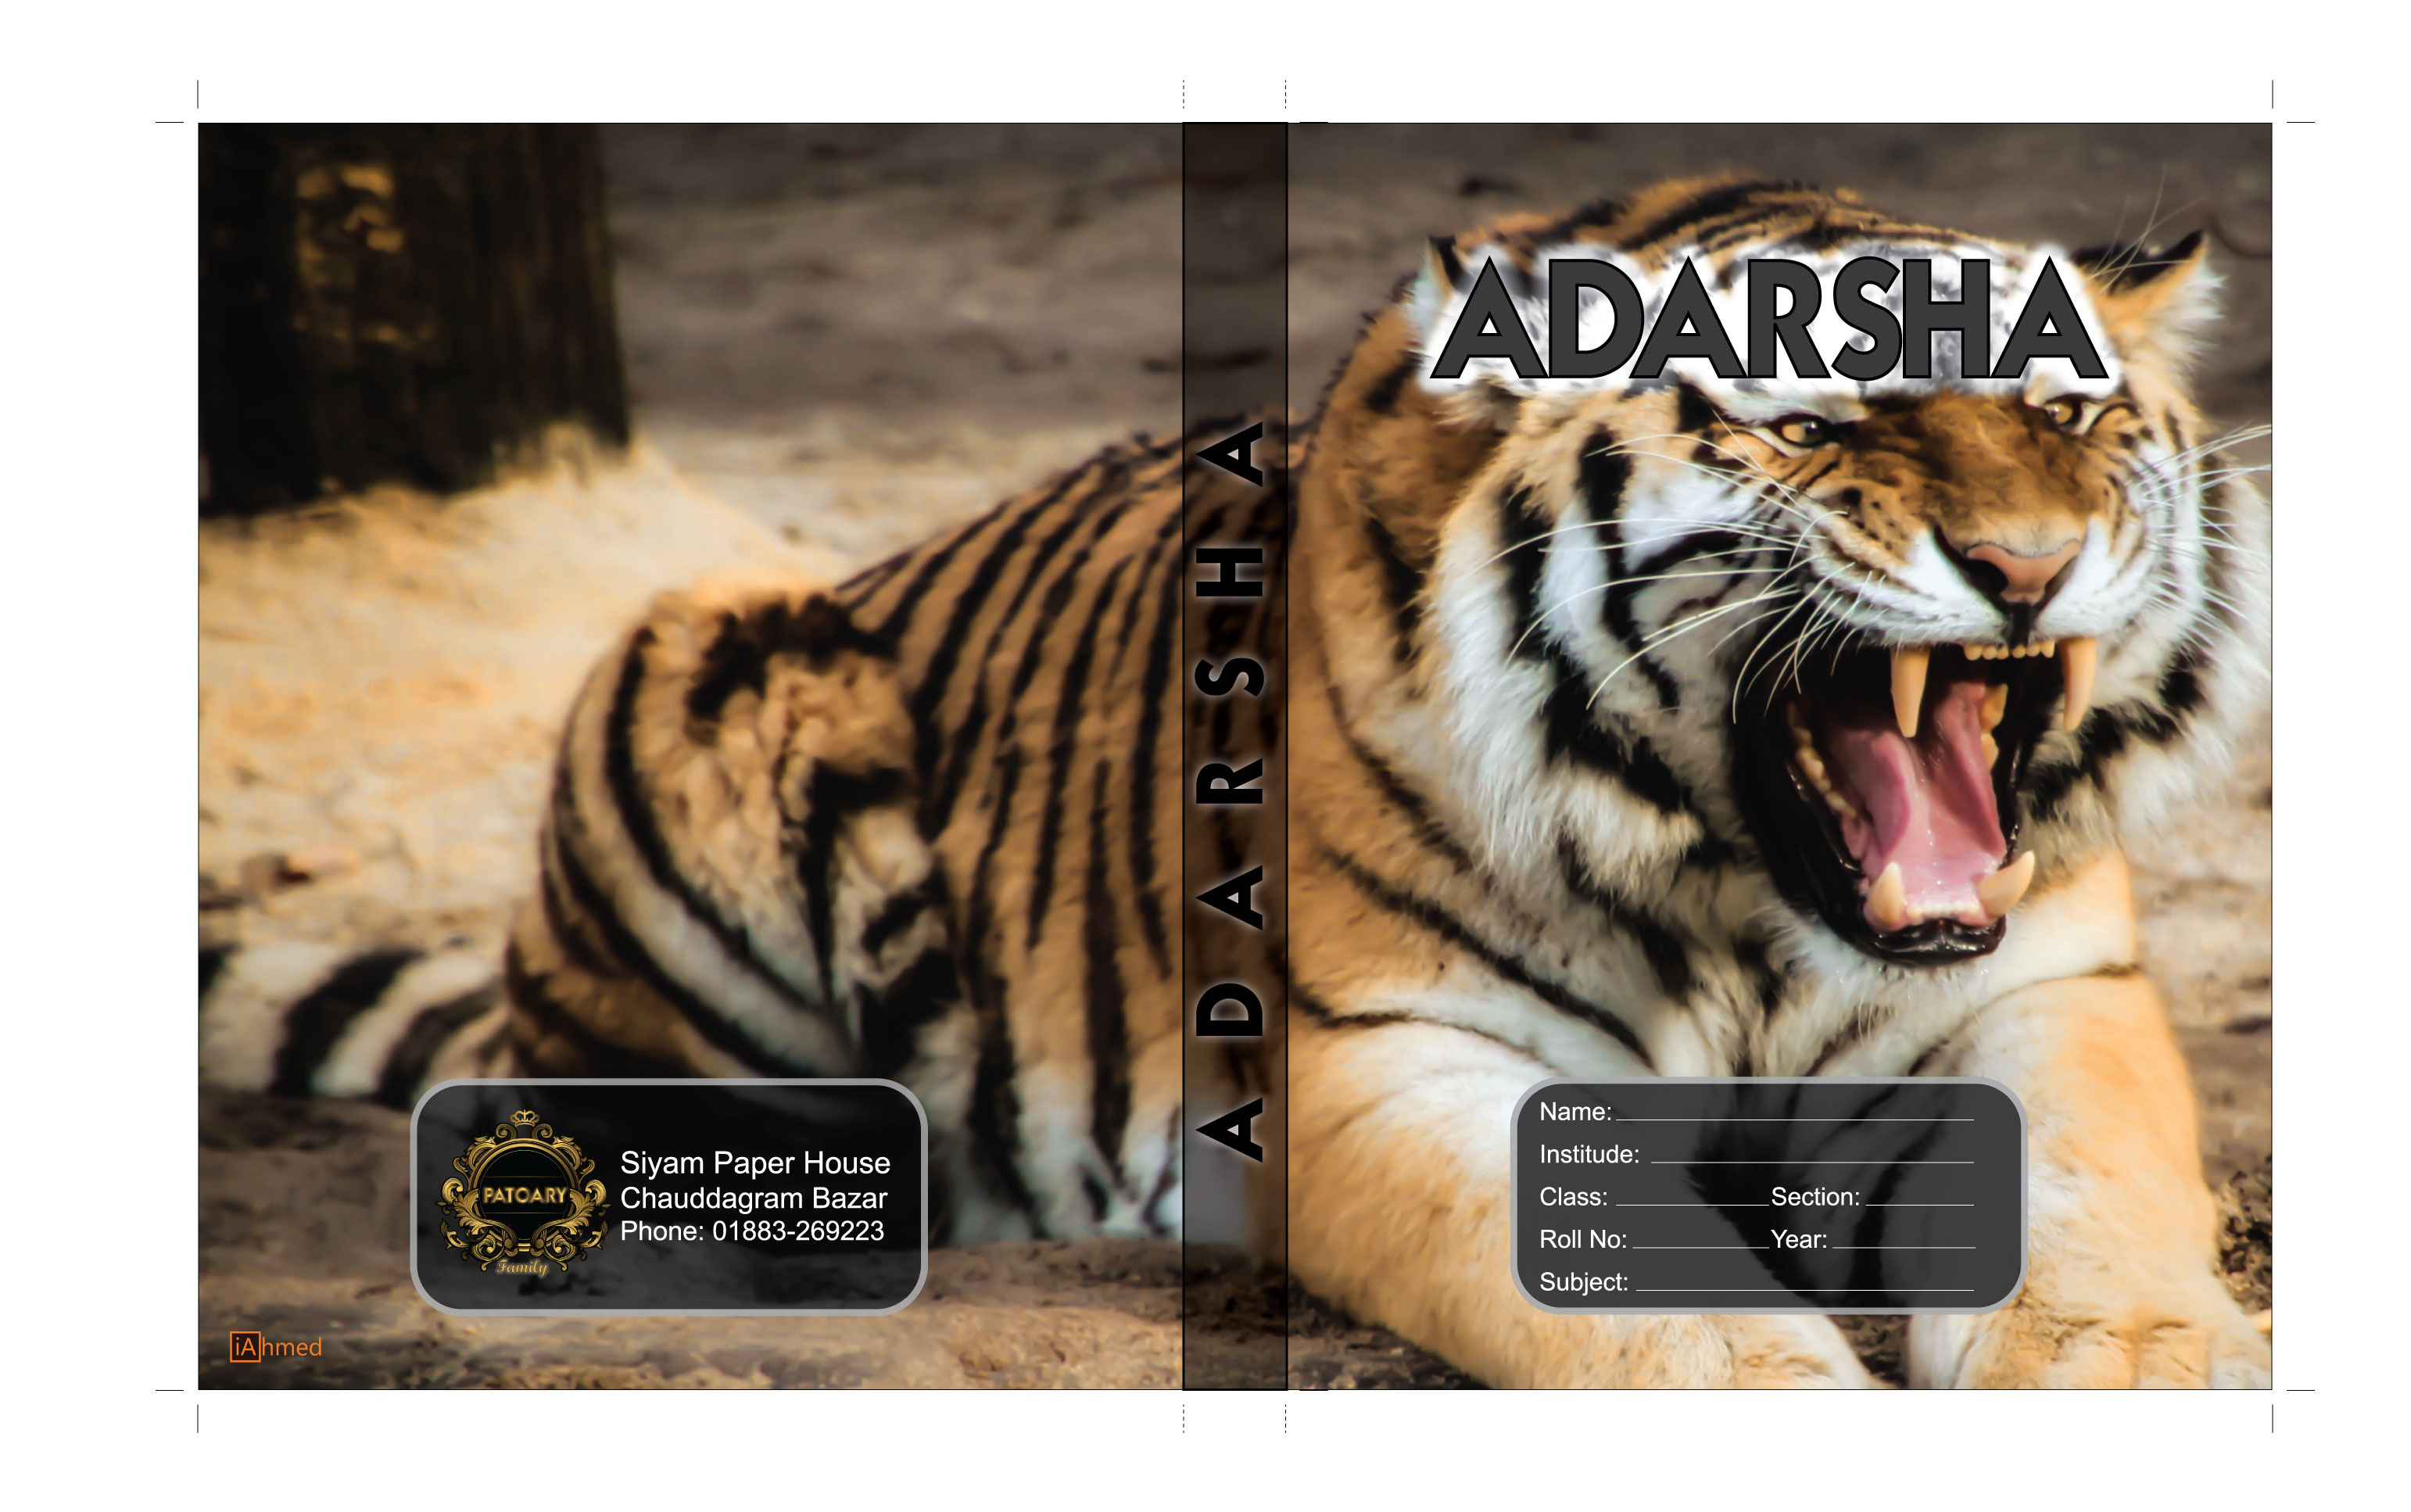 PATOARY
Family
Siyam Paper House
Chauddagram Bazar
Phone: 01883-269223
iAhmed
ADARSHA
ADARSHA
Name:
Institude:
Class: Section:
Roll No: Year:
Subject: